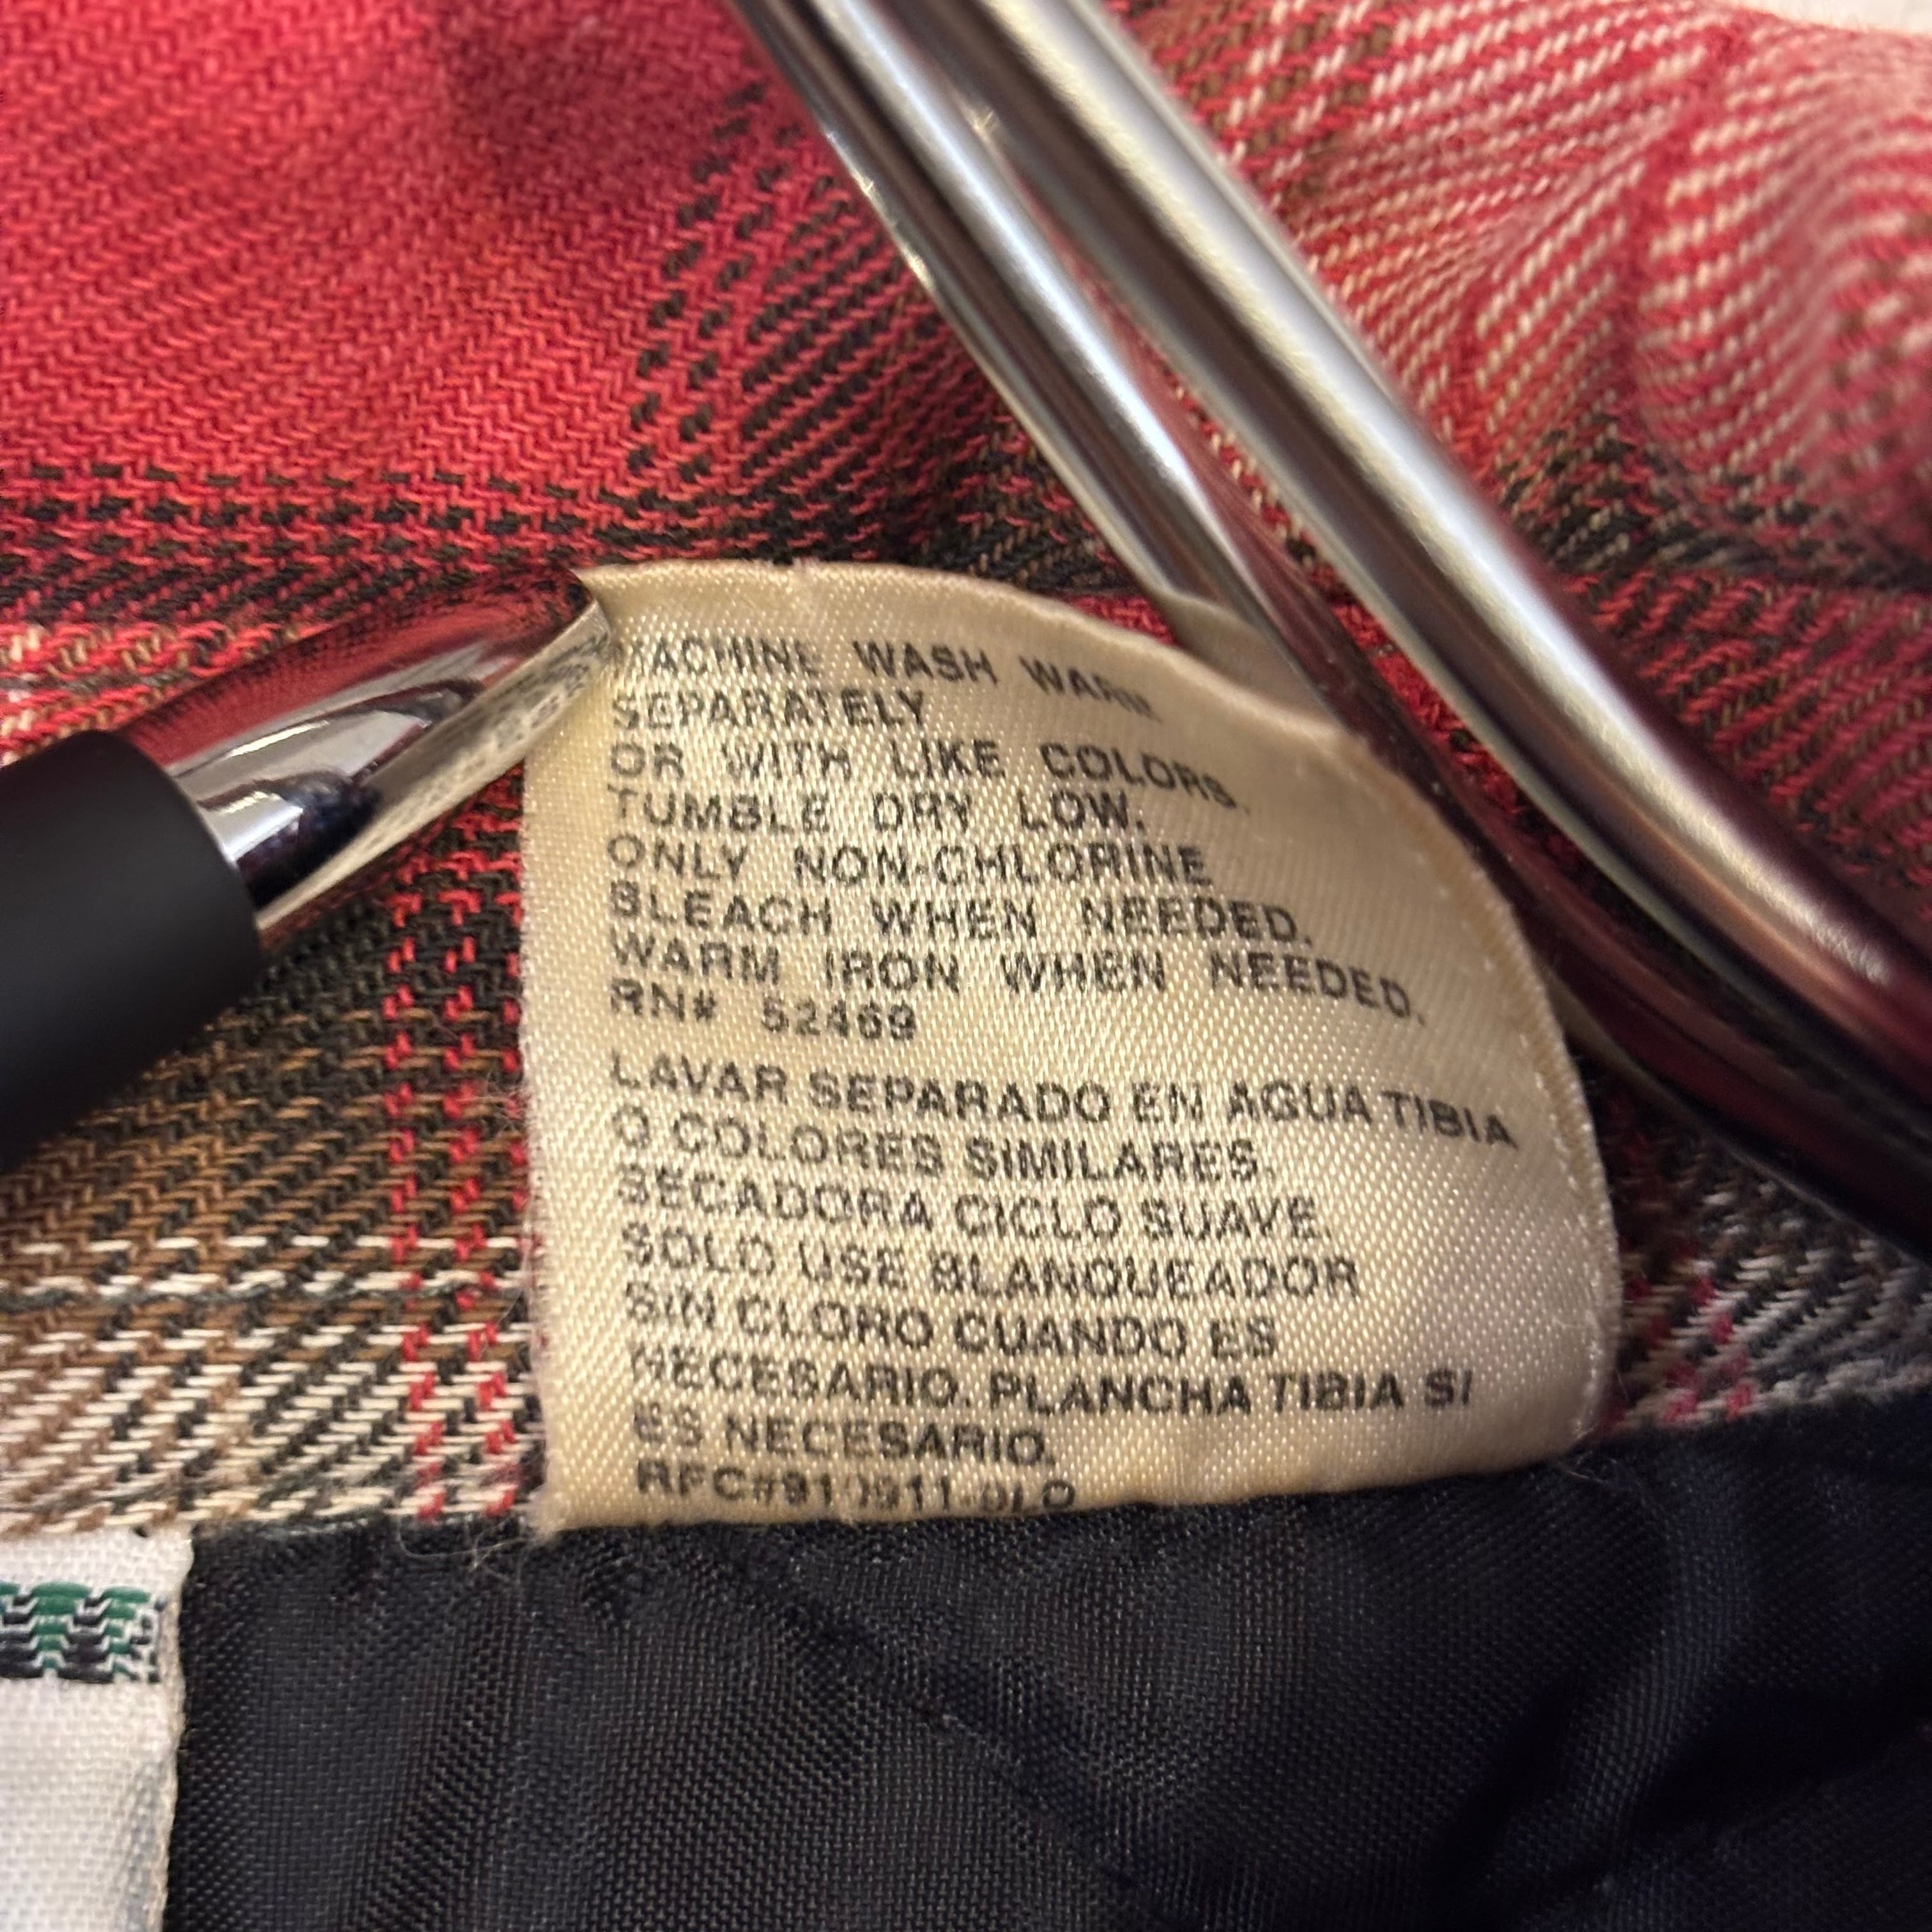 MACHINE WASH WARM
SEPARATELY
OR WITH LIKE COLORS.
TUMBLE DRY LOW.
ONLY NON-CHLORINE
BLEACH WHEN NEEDED.
WARM IRON WHEN NEEDED.
RN# 52469
LAVAR SEPARADO EN AGUA TIBIA
O COLORES SIMILARES.
SECADORA CICLO SUAVE
SOLO USE BLANQUEADOR
SIN CLORO CUANDO ES
NECESARIO. PLANCHA TIBIA SI
ES NECESARIO.